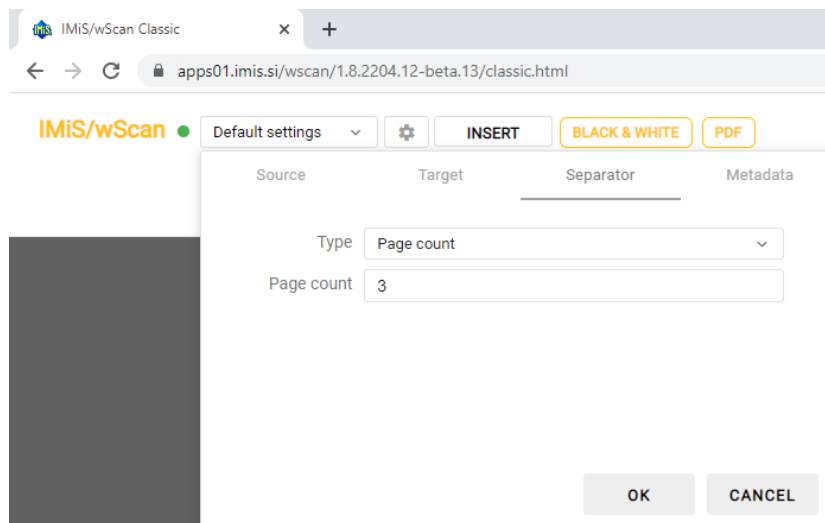 IMiS/wScan Classic
apps01.imis.si/wscan/1.8.2204.12-beta.13/classic.html
IMiS/wScan Default settings INSERT BLACK & WHITE PDF
Source Target Separator Metadata
Type Page count
Page count 3
OK CANCEL